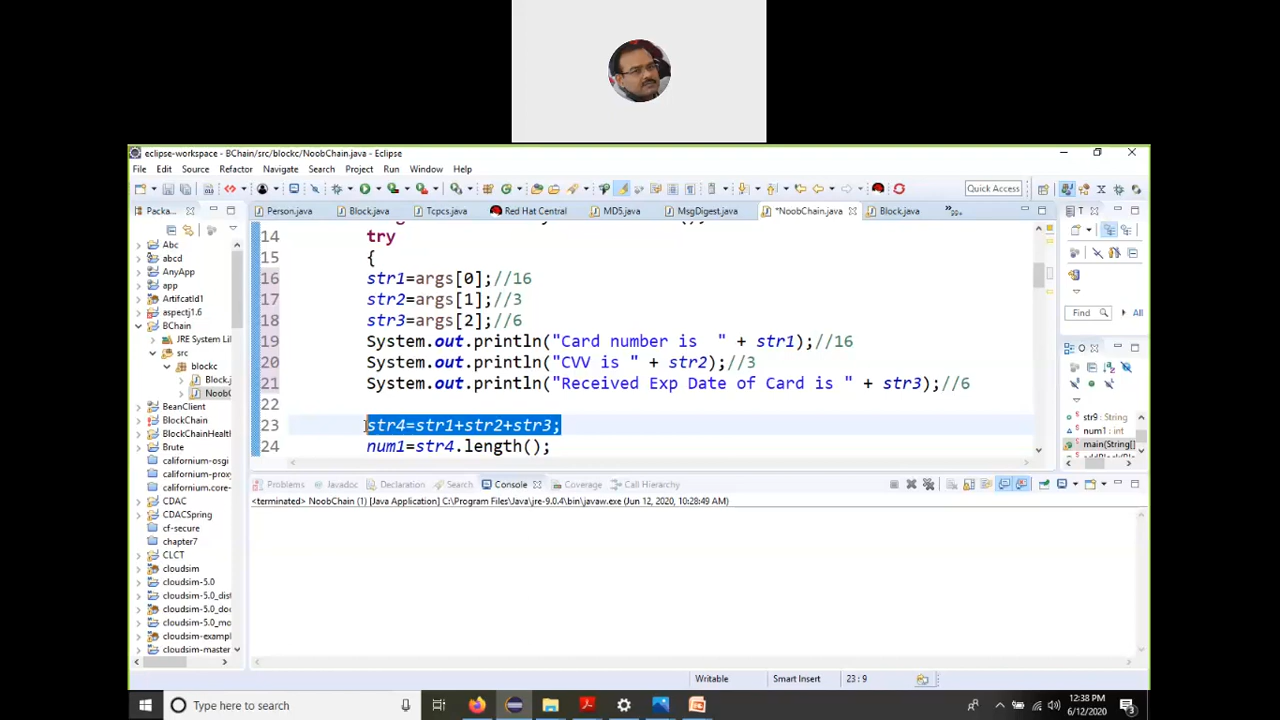 eclipse-workspace - BChain/src/blockc/NoobChain.java - Eclipse
File Edit Source Refactor Navigate Search Project Run Window Help
Quick Access
Packa...
Person.java Block.java Tcpcs.java Red Hat Central MD5.java MsgDigest.java *NoobChain.java Block.java
T
Abc
abcd
AnyApp
app
ArtifcatId1
aspectj1.6
BChain
JRE System Lil
src
blockc
Block.j
NoobC
BeanClient
BlockChain
BlockChainHealth
Brute
californium-osgi
californium-proxy
californium.core-
CDAC
CDACSpring
cf-secure
chapter7
CLCT
cloudsim
cloudsim-5.0
cloudsim-5.0_dist
cloudsim-5.0_doc
cloudsim-5.0_mo
cloudsim-example
cloudsim-master
14 try
15 {
16 str1=args[0];//16
17 str2=args[1];//3
18 str3=args[2];//6
19 System.out.println("Card number is  " + str1);//16
20 System.out.println("CVV is " + str2);//3
21 System.out.println("Received Exp Date of Card is " + str3);//6
22
23 str4=str1+str2+str3;
24 num1=str4.length();
Find All
O
str9 : string
num1 : int
main(String[]
Problems Javadoc Declaration Search Console Coverage Call Hierarchy
<terminated> NoobChain (1) [Java Application] C:\Program Files\Java\jre-9.0.4\bin\javaw.exe (Jun 12, 2020, 10:28:49 AM)
Writable Smart Insert 23 : 9
Type here to search
12:38 PM
6/12/2020
3